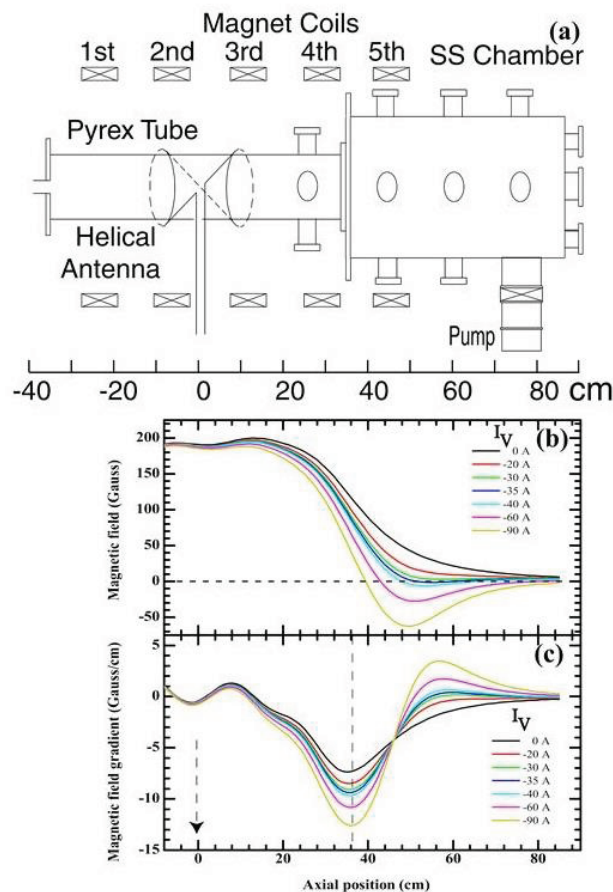 Magnet Coils (a)
1st 2nd 3rd 4th 5th SS Chamber
Pyrex Tube
Helical
Antenna
Pump
-40 -20 0 20 40 60 80 cm
(b)
I_V
0 A
-20 A
-30 A
-35 A
-40 A
-60 A
-90 A
Magnetic field (Gauss)
200
150
100
50
0
-50
(c)
I_V
0 A
-20 A
-30 A
-35 A
-40 A
-60 A
-90 A
Magnetic field gradient (Gauss/cm)
5
0
-5
-10
-15
0 20 40 60 80
Axial position (cm)